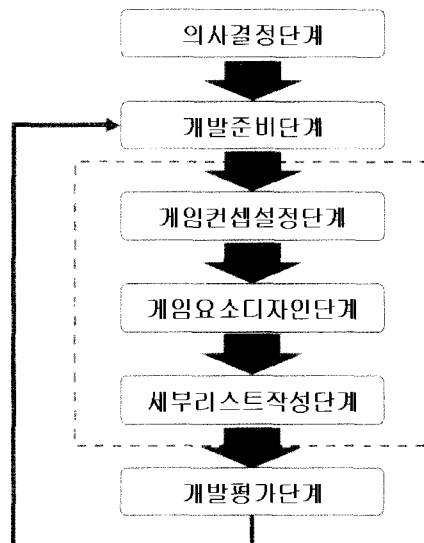 의사결정단계
개발준비단계
게임컨셉설정단계
게임요소디자인단계
세부리스트작성단계
개발평가단계